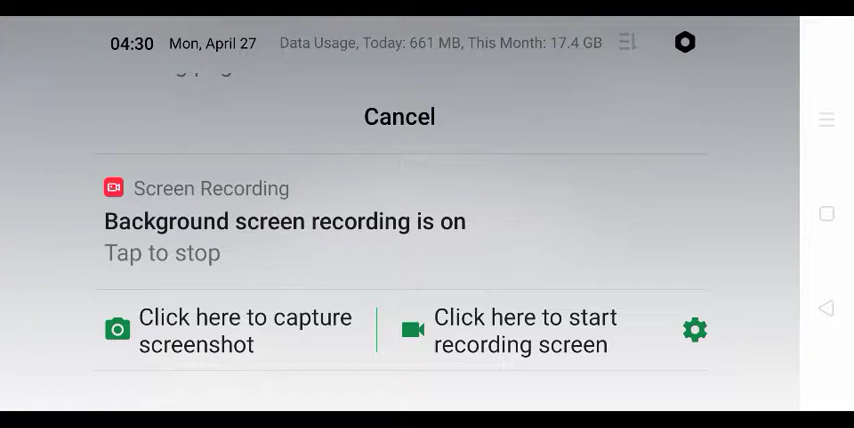 04:30 Mon, April 27 Data Usage, Today: 661 MB, This Month: 17.4 GB
Cancel
Screen Recording
Background screen recording is on
Tap to stop
Click here to capture
screenshot
Click here to start
recording screen